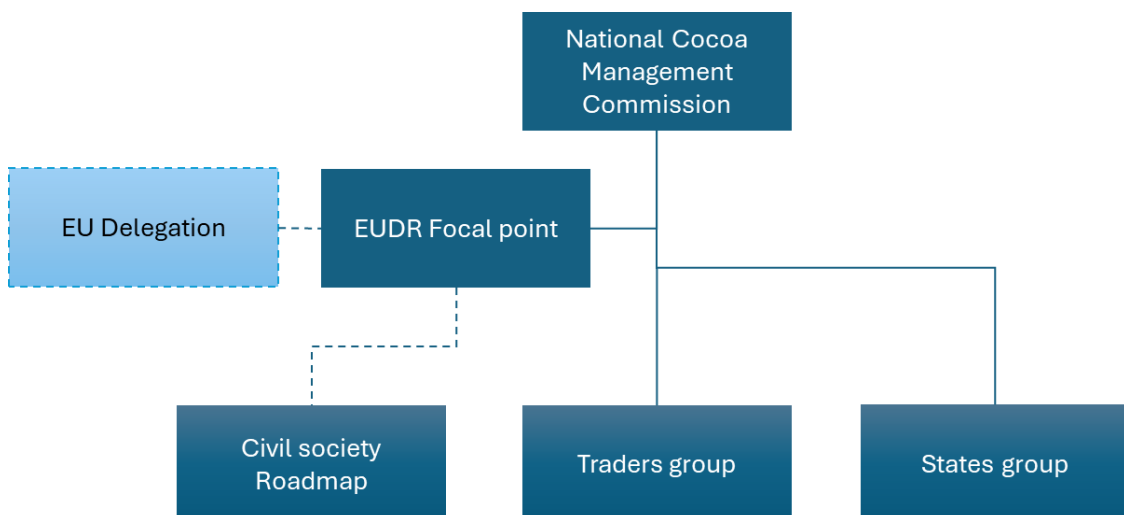 National Cocoa
Management
Commission
EU Delegation
EUDR Focal point
Civil society
Roadmap
Traders group
States group